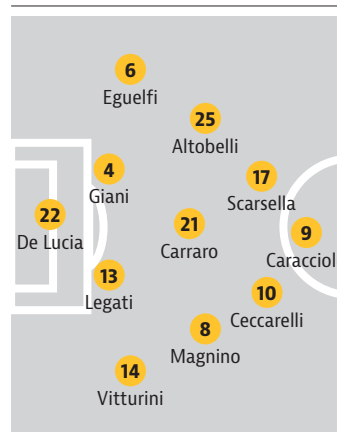 6
Eguelfi
25
Altobelli
4
Giani
17
Scarsella
22
De Lucia
21
Carraro
9
Caracciol
13
Legati
10
Ceccarelli
8
Magnino
14
Vitturini